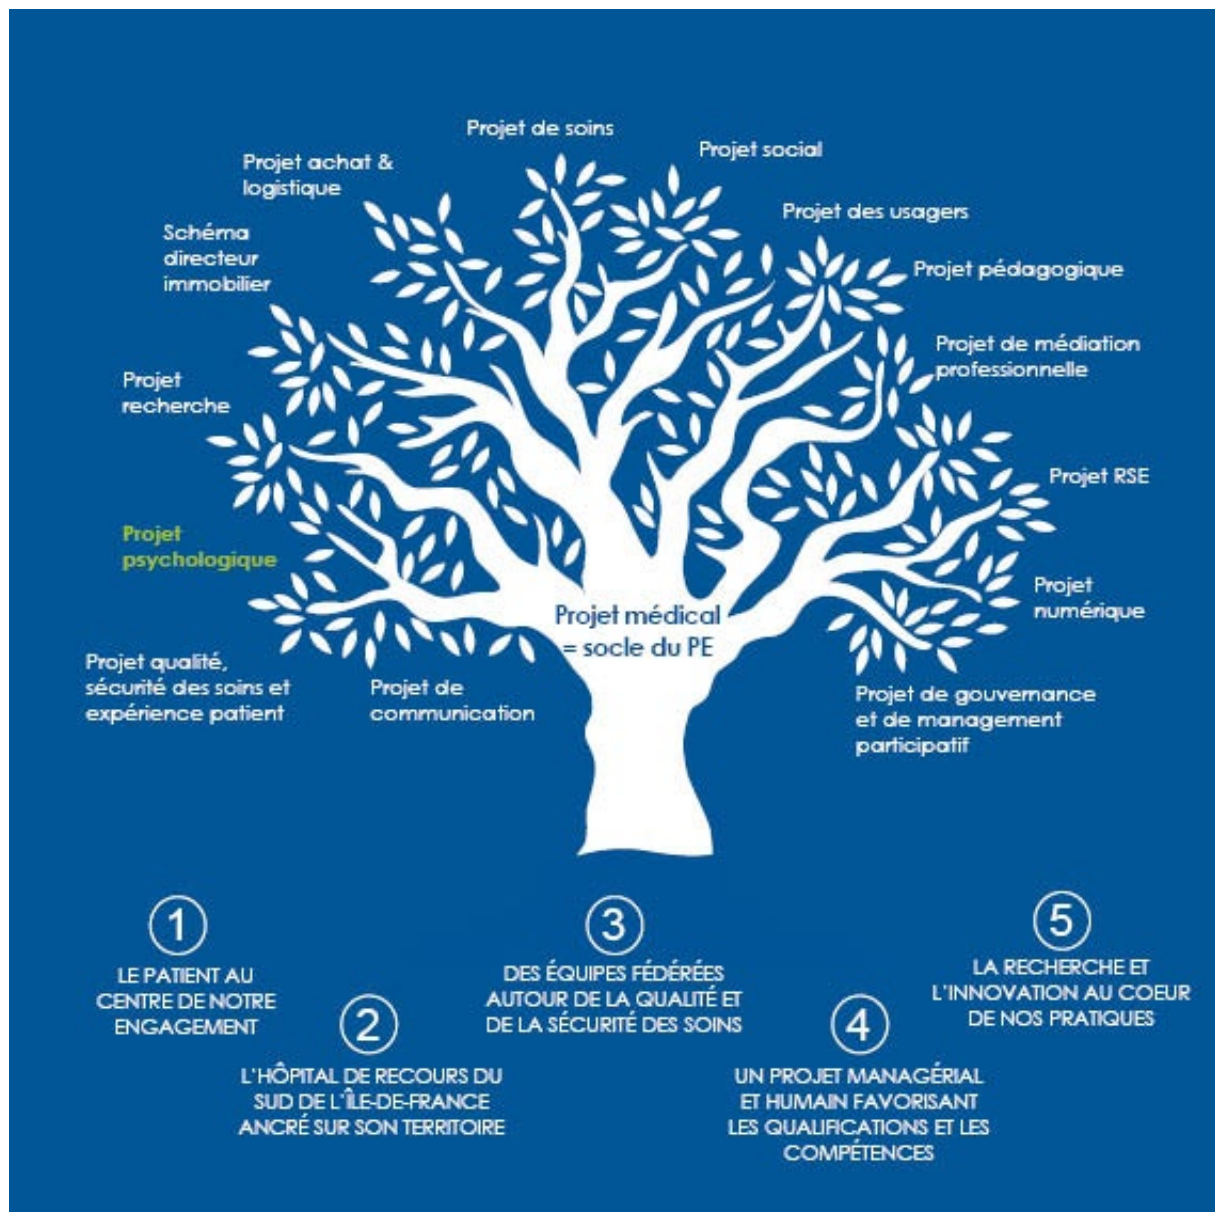 Projet de soins
Projet social
Projet achat &
logistique
Projet des usagers
Schéma
directeur
immobilier
Projet pédagogique
Projet de médiation
professionnelle
Projet
recherche
Projet RSE
Projet
psychologique
Projet
numérique
Projet médical
= socle du PE
Projet qualité,
sécurité des soins et
expérience patient
Projet de
communication
Projet de gouvernance
et de management
participatif
1
LE PATIENT AU
CENTRE DE NOTRE
ENGAGEMENT
2
L'HÔPITAL DE RECOURS DU
SUD DE L'ÎLE-DE-FRANCE
ANCRÉ SUR SON TERRITOIRE
3
DES ÉQUIPES FÉDÉRÉES
AUTOUR DE LA QUALITÉ ET
DE LA SÉCURITÉ DES SOINS
4
UN PROJET MANAGÉRIAL
ET HUMAIN FAVORISANT
LES QUALIFICATIONS ET LES
COMPÉTENCES
5
LA RECHERCHE ET
L'INNOVATION AU COEUR
DE NOS PRATIQUES